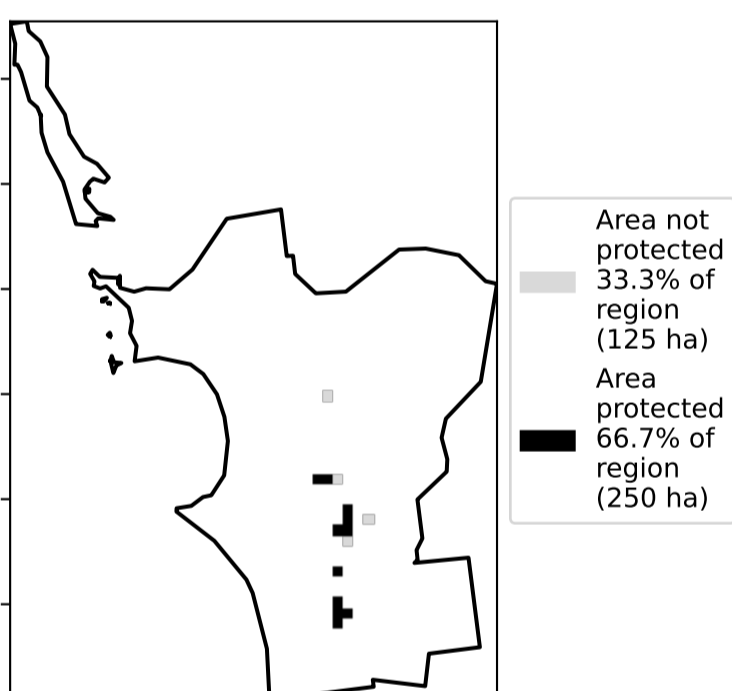 Area not
protected
33.3% of
region
(125 ha)
Area
protected
66.7% of
region
(250 ha)